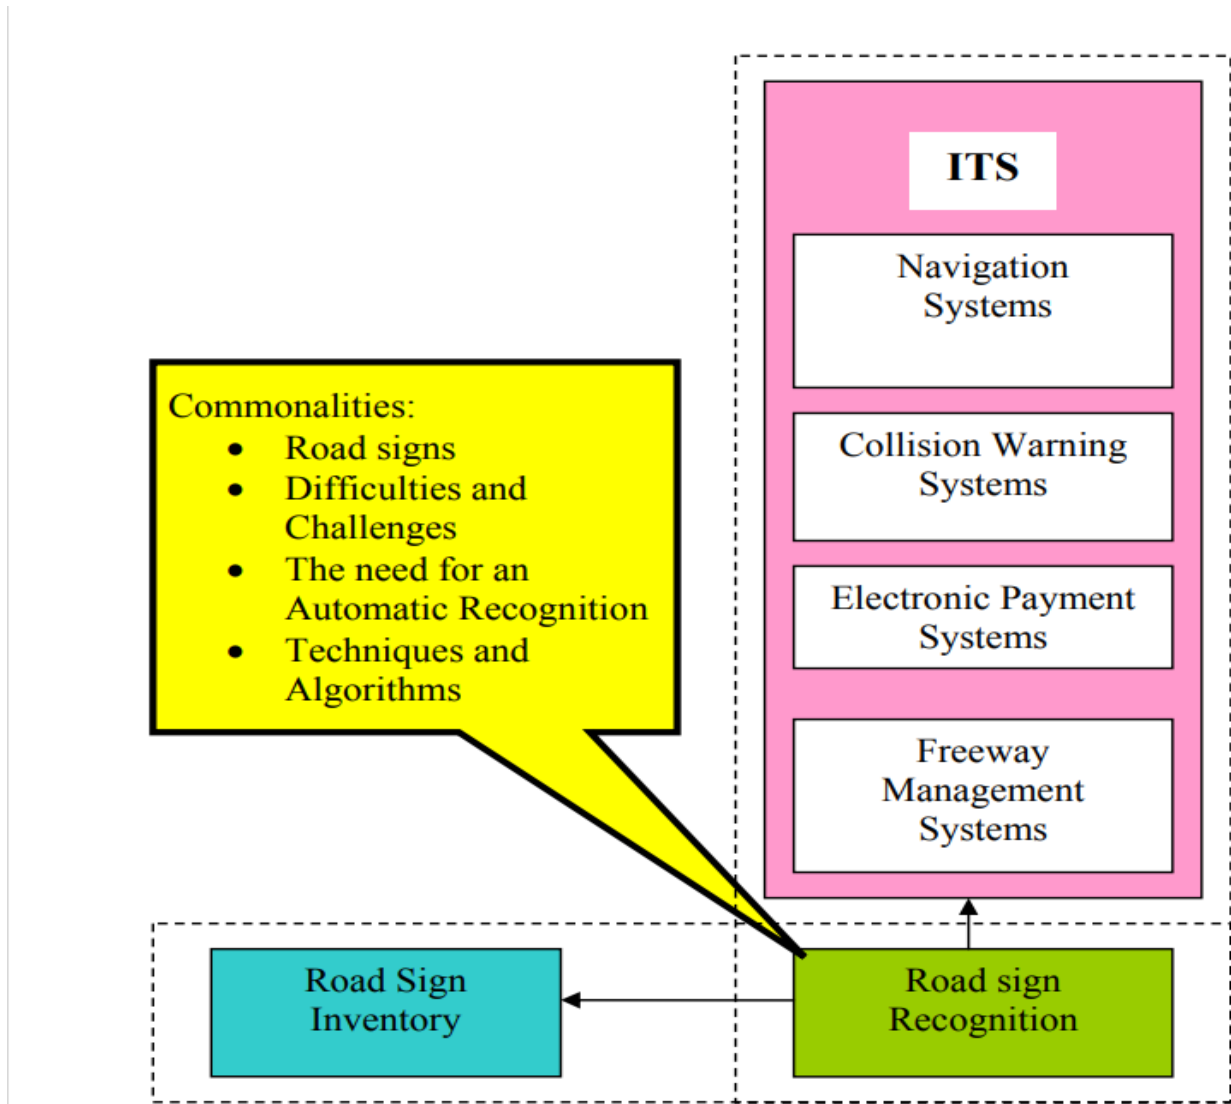 ITS
Navigation
Systems
Collision Warning
Systems
Electronic Payment
Systems
Freeway
Management
Systems
Commonalities:
• Road signs
• Difficulties and
Challenges
• The need for an
Automatic Recognition
• Techniques and
Algorithms
Road Sign
Inventory
Road sign
Recognition